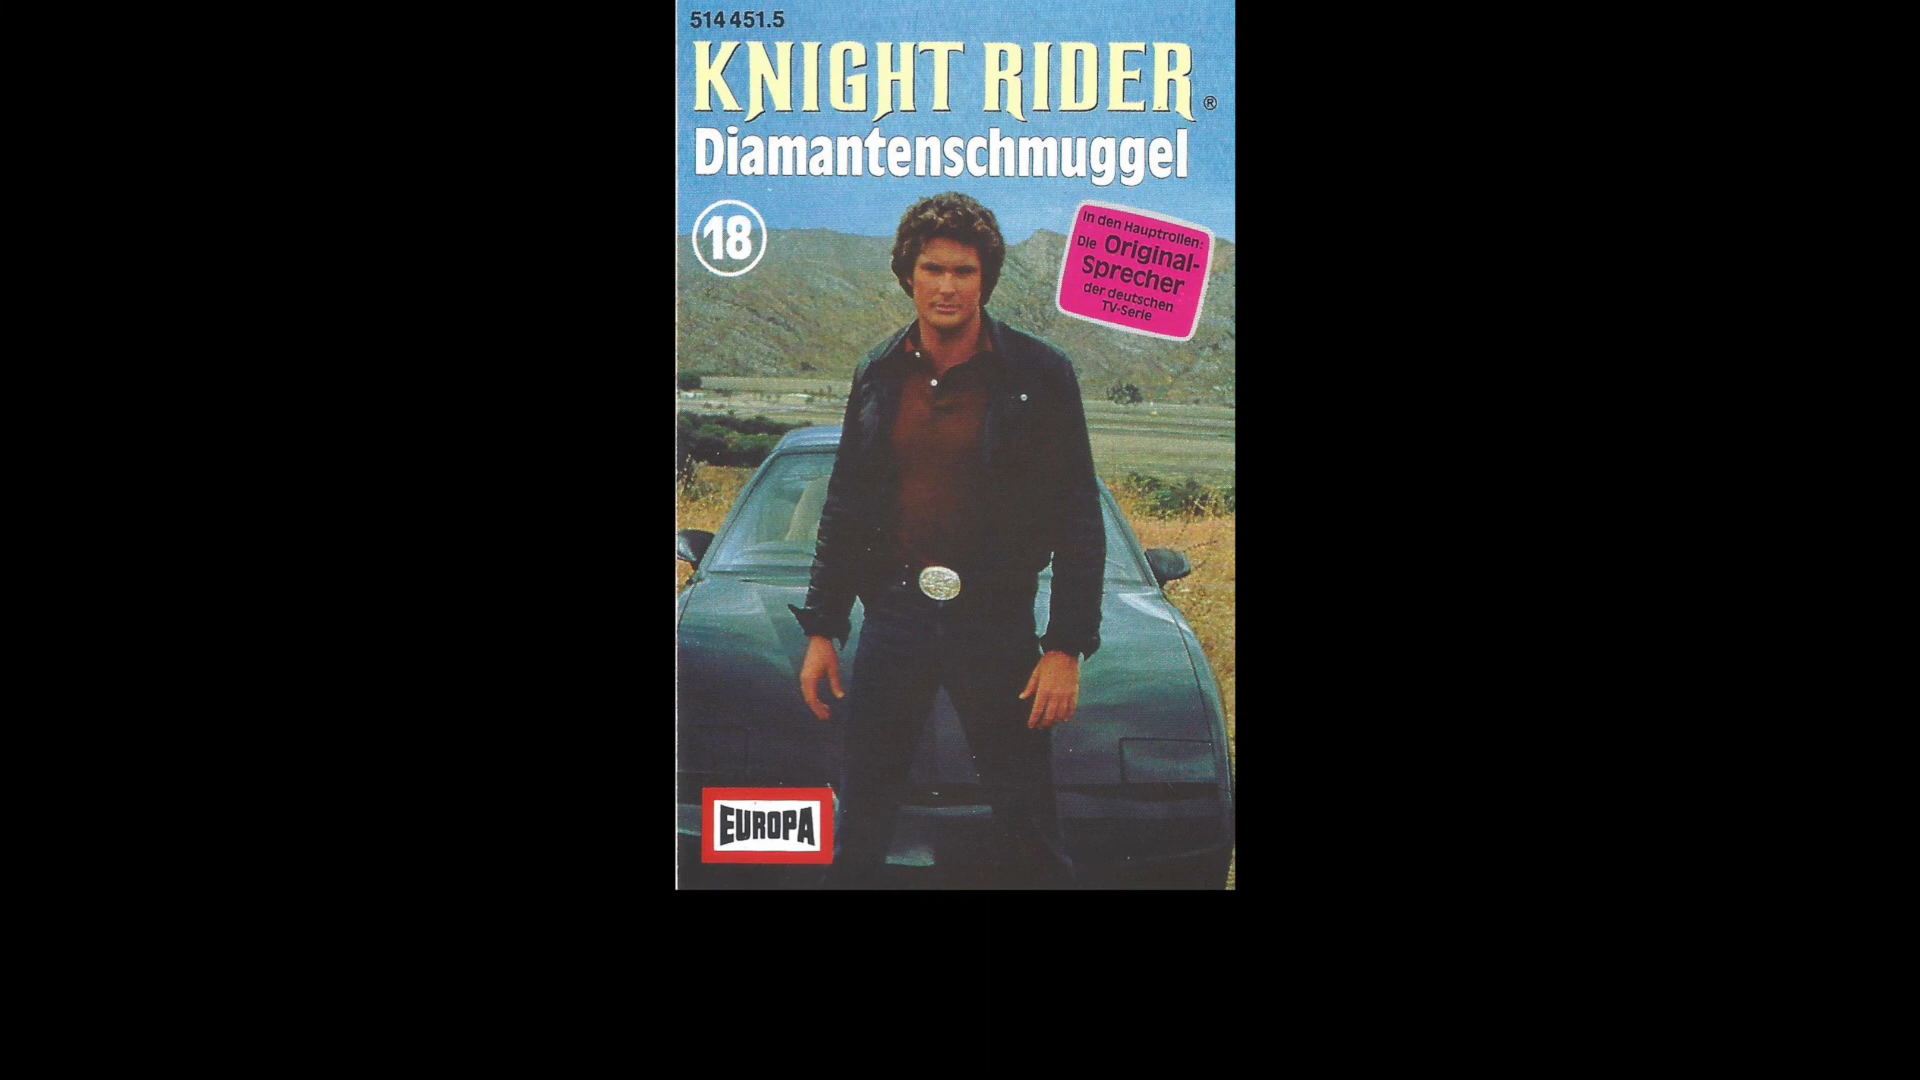 514 451.5
KNIGHT RIDER ®
Diamantenschmuggel
18
In den Hauptrollen:
Die Original-
Sprecher
der deutschen
TV-Serie
EUROPA